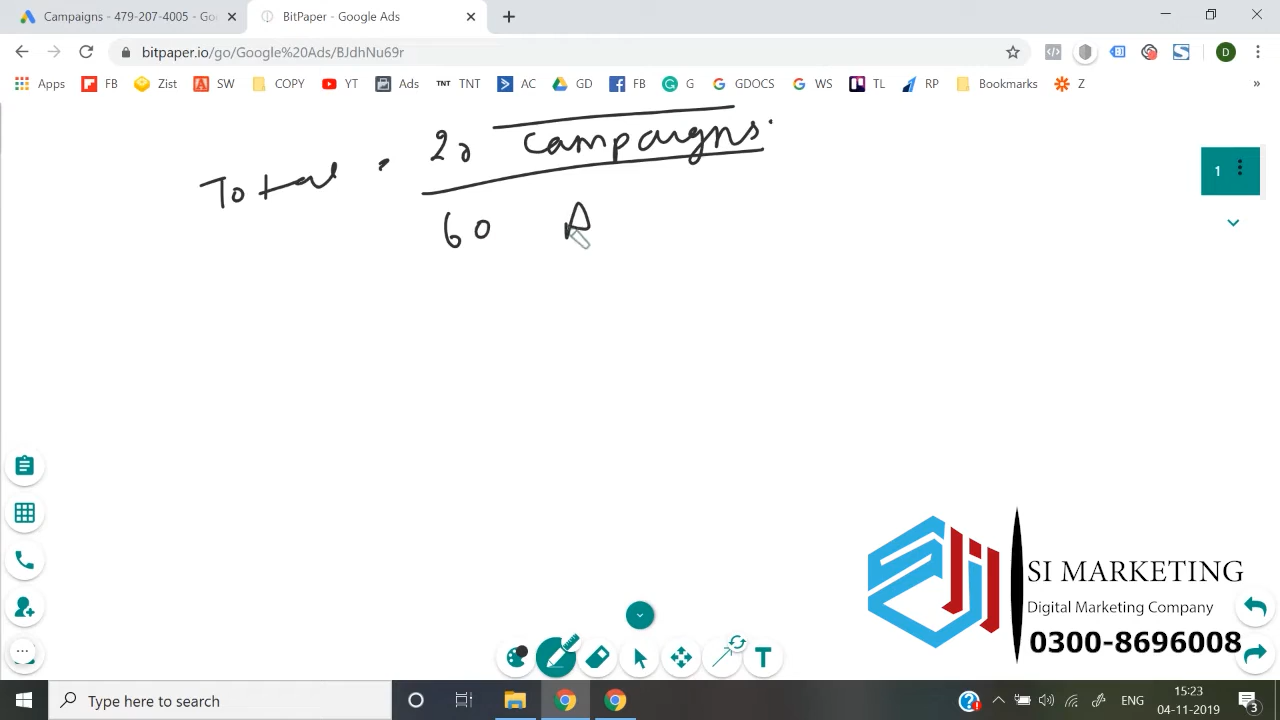 Campaigns - 479-207-4005 - Go
BitPaper - Google Ads
bitpaper.io/go/Google%20Ads/BJdhNu69r
D
Apps FB Zist SW COPY YT Ads TNT TNT AC GD FB G GDOCS WS TL RP Bookmarks Z »
Total 20 campaigns
60 A
1
SI MARKETING
Digital Marketing Company
0300-8696008
T
Type here to search
ENG
15:23
04-11-2019
3